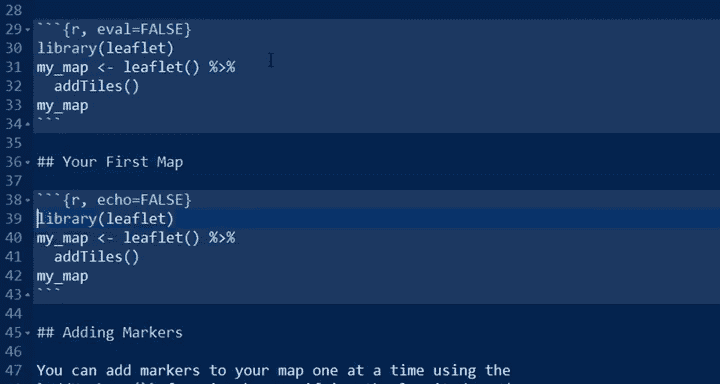 28
29 ```{r, eval=FALSE}
30 library(leaflet)
31 my_map <- leaflet() %>%
32   addTiles()
33 my_map
34 ```
35
36 ## Your First Map
37
38 ```{r, echo=FALSE}
39 library(leaflet)
40 my_map <- leaflet() %>%
41   addTiles()
42 my_map
43 ```
44
45 ## Adding Markers
46
47 You can add markers to your map one at a time using the